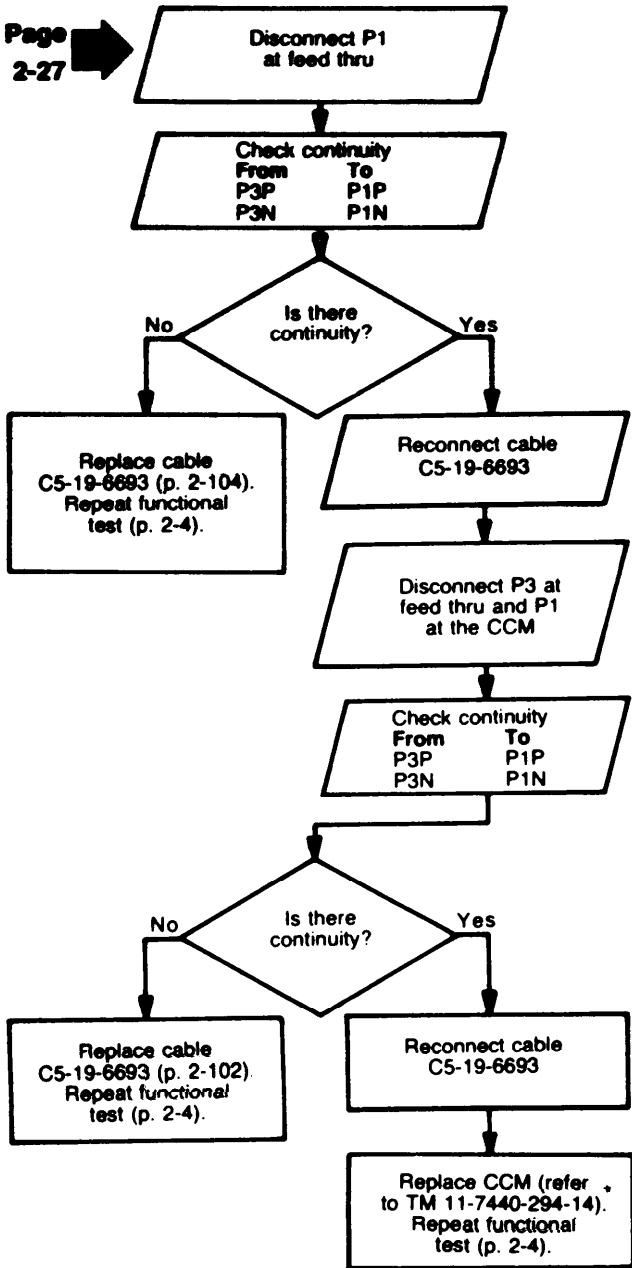 Page
2-27
Disconnect P1
at feed thru
Check continuity
From To
P3P P1P
P3N P1N
Is there
continuity?
No
Yes
Replace cable
C5-19-6693 (p. 2-104).
Repeat functional
test (p. 2-4).
Reconnect cable
C5-19-6693
Disconnect P3 at
feed thru and P1
at the CCM
Check continuity
From To
P3P P1P
P3N P1N
Is there
continuity?
No
Yes
Replace cable
C5-19-6693 (p. 2-102)
Repeat functional
test (p. 2-4).
Reconnect cable
C5-19-6693
Replace CCM (refer
to TM 11-7440-294-14).
Repeat functional
test (p. 2-4).